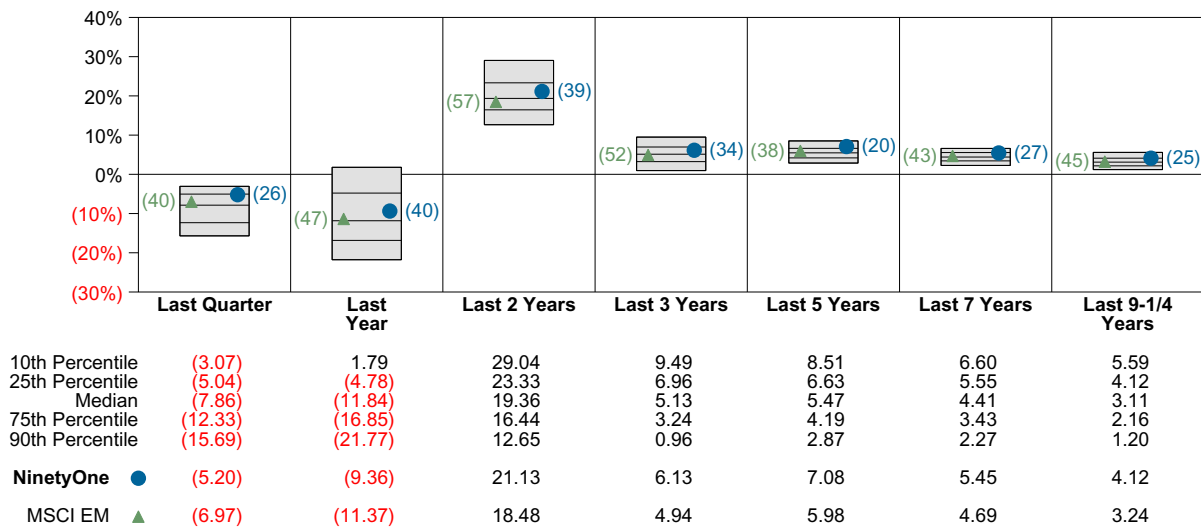 40%
30%
20%
10%
0%
(10%)
(20%)
(30%)
(40) (26)
(47) (40)
(57) (39)
(52) (34)
(38) (20)
(43) (27)
(45) (25)
Last Quarter Last Year Last 2 Years Last 3 Years Last 5 Years Last 7 Years Last 9-1/4 Years
10th Percentile (3.07) 1.79 29.04 9.49 8.51 6.60 5.59
25th Percentile (5.04) (4.78) 23.33 6.96 6.63 5.55 4.12
Median (7.86) (11.84) 19.36 5.13 5.47 4.41 3.11
75th Percentile (12.33) (16.85) 16.44 3.24 4.19 3.43 2.16
90th Percentile (15.69) (21.77) 12.65 0.96 2.87 2.27 1.20
NinetyOne (5.20) (9.36) 21.13 6.13 7.08 5.45 4.12
MSCI EM (6.97) (11.37) 18.48 4.94 5.98 4.69 3.24